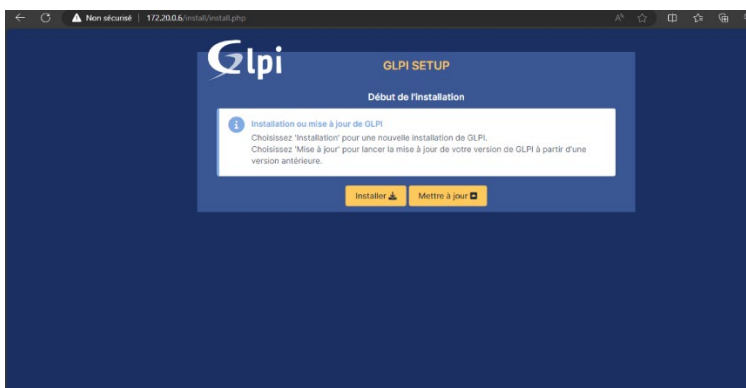 Non sécurisé | 172.20.0.6/install/install.php
Glpi
GLPI SETUP
Début de l'installation
Installation ou mise à jour de GLPI
Choisissez 'Installation' pour une nouvelle installation de GLPI.
Choisissez 'Mise à jour' pour lancer la mise à jour de votre version de GLPI à partir d'une
version antérieure.
Installer
Mettre à jour